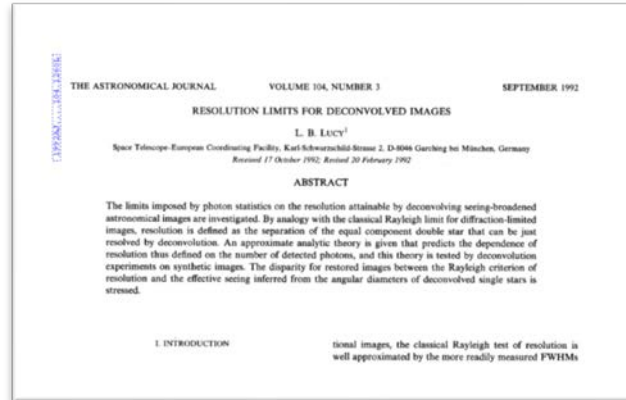 THE ASTRONOMICAL JOURNAL VOLUME 104, NUMBER 3 SEPTEMBER 1992
RESOLUTION LIMITS FOR DECONVOLVED IMAGES
L. B. LUCY¹
Space Telescope-European Coordinating Facility, Karl-Schwarzschild-Strasse 2, D-8046 Garching bei München, Germany
Received 17 October 1992; Revised 20 February 1992
ABSTRACT
The limits imposed by photon statistics on the resolution attainable by deconvolving seeing-broadened
astronomical images are investigated. By analogy with the classical Rayleigh limit for diffraction-limited
images, resolution is defined as the separation of the equal component double star that can be just
resolved by deconvolution. An approximate analytic theory is given that predicts the dependence of
resolution thus defined on the number of detected photons, and this theory is tested by deconvolution
experiments on synthetic images. The disparity for restored images between the Rayleigh criterion of
resolution and the effective seeing inferred from the angular diameters of deconvolved single stars is
stressed.
1. INTRODUCTION
tional images, the classical Rayleigh test of resolution is
well approximated by the more readily measured FWHMs